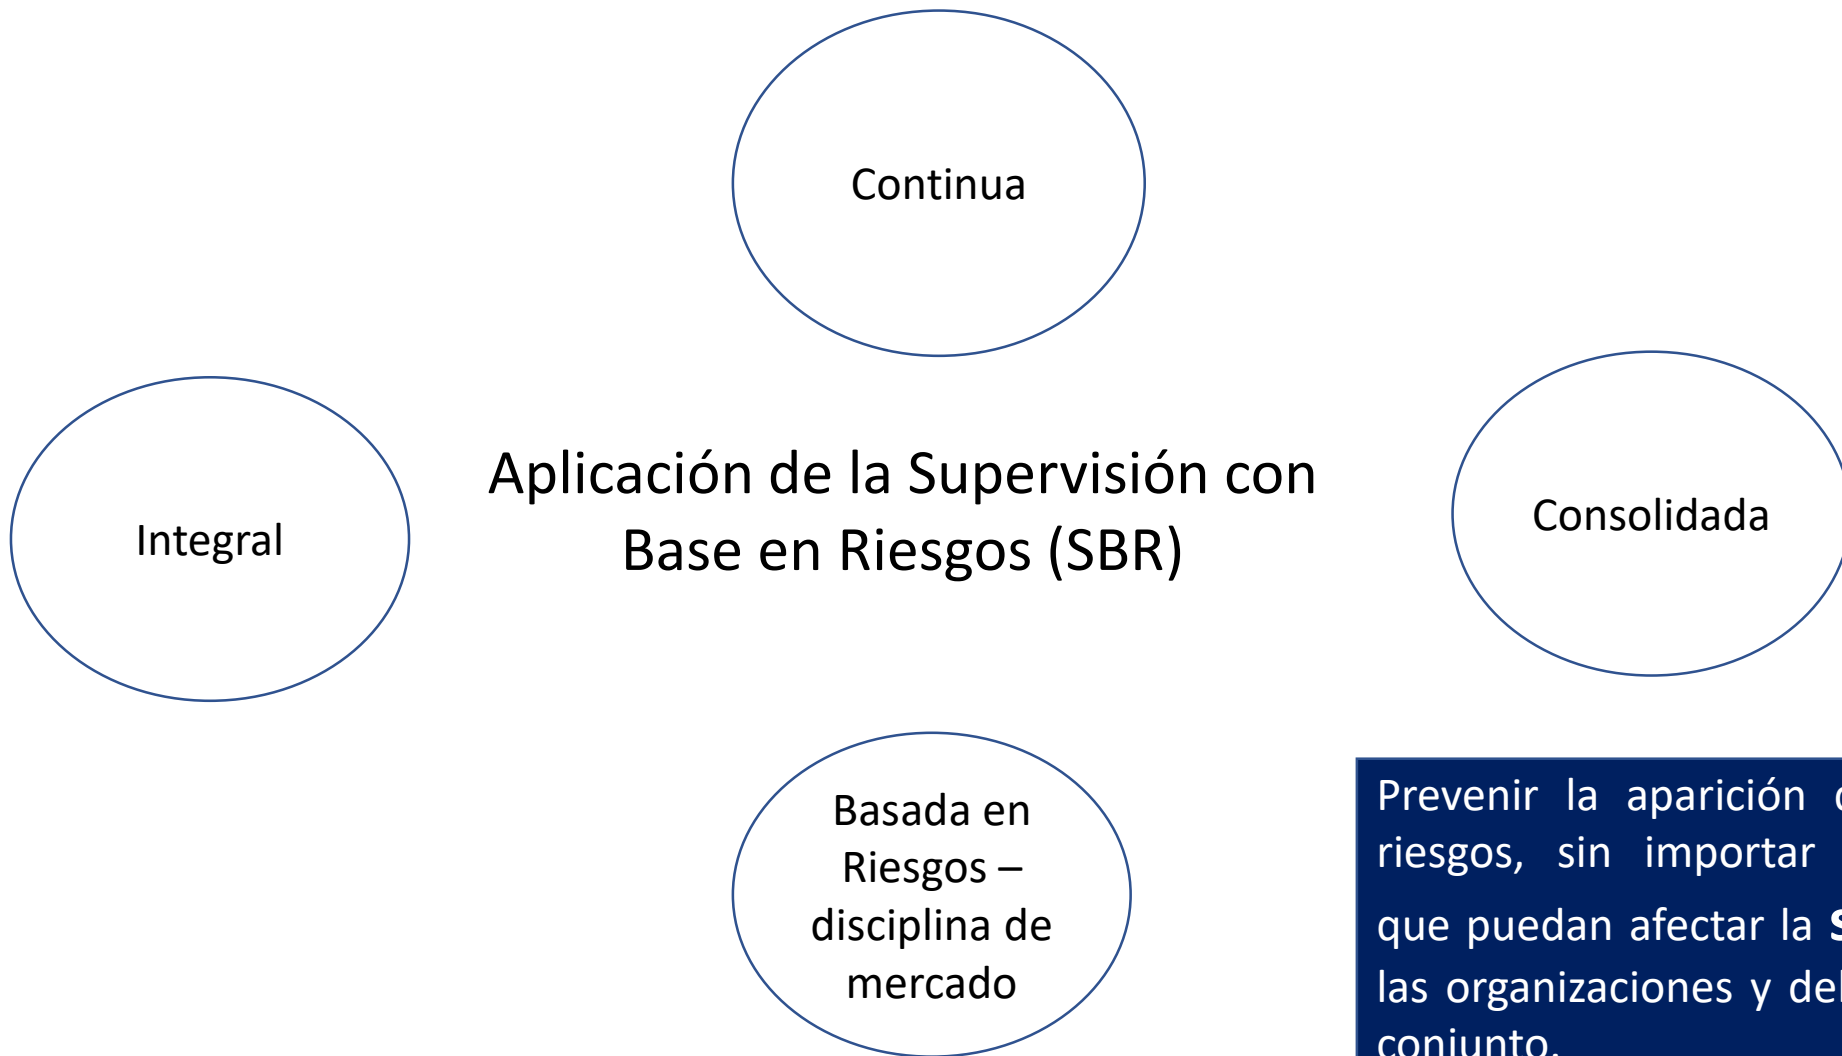 Continua
Integral
Aplicación de la Supervisión con
Base en Riesgos (SBR)
Consolidada
Basada en
Riesgos –
disciplina de
mercado
Prevenir la aparición
riesgos, sin importar
que puedan afectar la
las organizaciones y
conjunto.